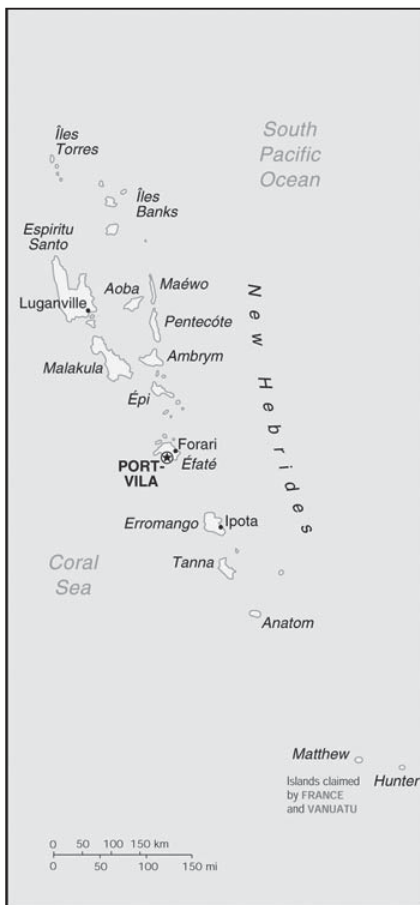 South
Pacific
Ocean
Îles
Torres
Îles
Banks
Espiritu
Santo
Luganville
Aoba
Maéwo
Pentecóte
Malakula
Ambrym
Épi
New Hebrides
Forari
PORT-
VILA
Éfaté
Erromango
Ipota
Coral
Sea
Tanna
Anatom
Matthew
Hunter
Islands claimed
by FRANCE
and VANUATU
0 50 100 150 km
0 50 100 150 mi